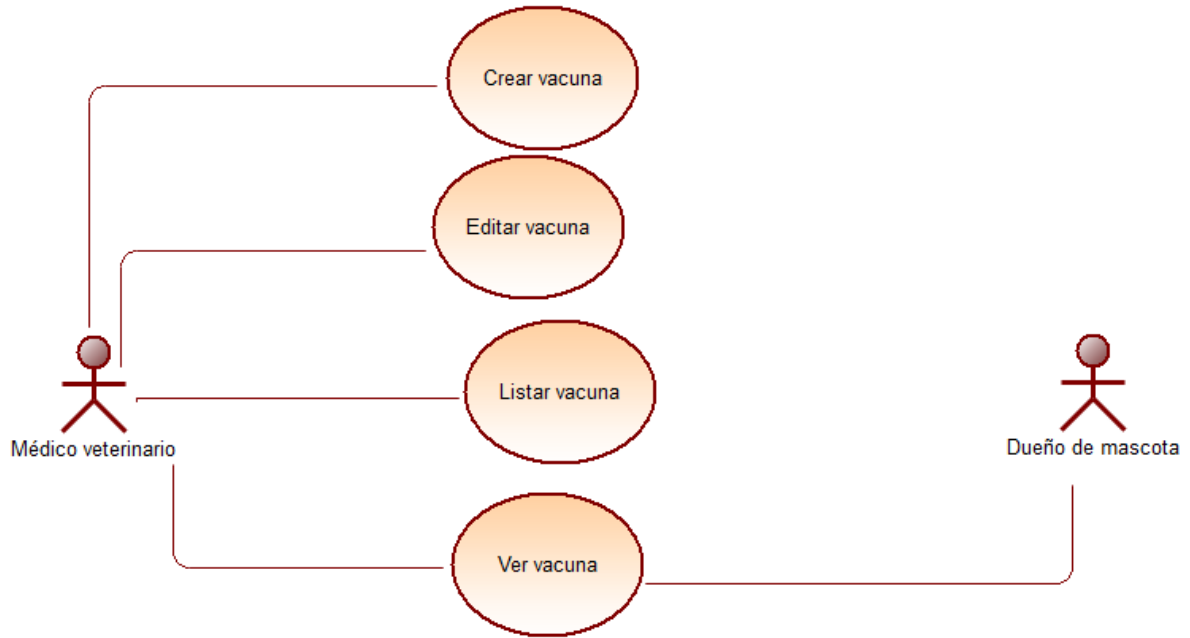 Crear vacuna
Editar vacuna
Listar vacuna
Médico veterinario
Dueño de mascota
Ver vacuna